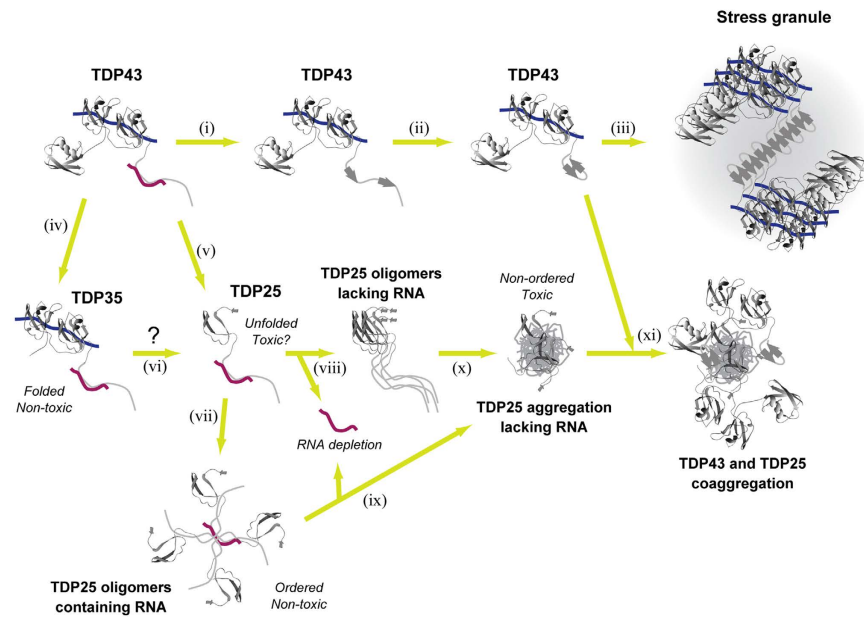 Stress granule
TDP43
TDP43
TDP43
(i)
(ii)
(iii)
(iv)
(v)
TDP35
?
(vi)
Folded
Non-toxic
TDP25
Unfolded
Toxic?
(vii)
(viii)
RNA depletion
TDP25 oligomers
lacking RNA
(x)
Non-ordered
Toxic
TDP25 aggregation
lacking RNA
(xi)
TDP43 and TDP25
coaggregation
(ix)
TDP25 oligomers
containing RNA
Ordered
Non-toxic